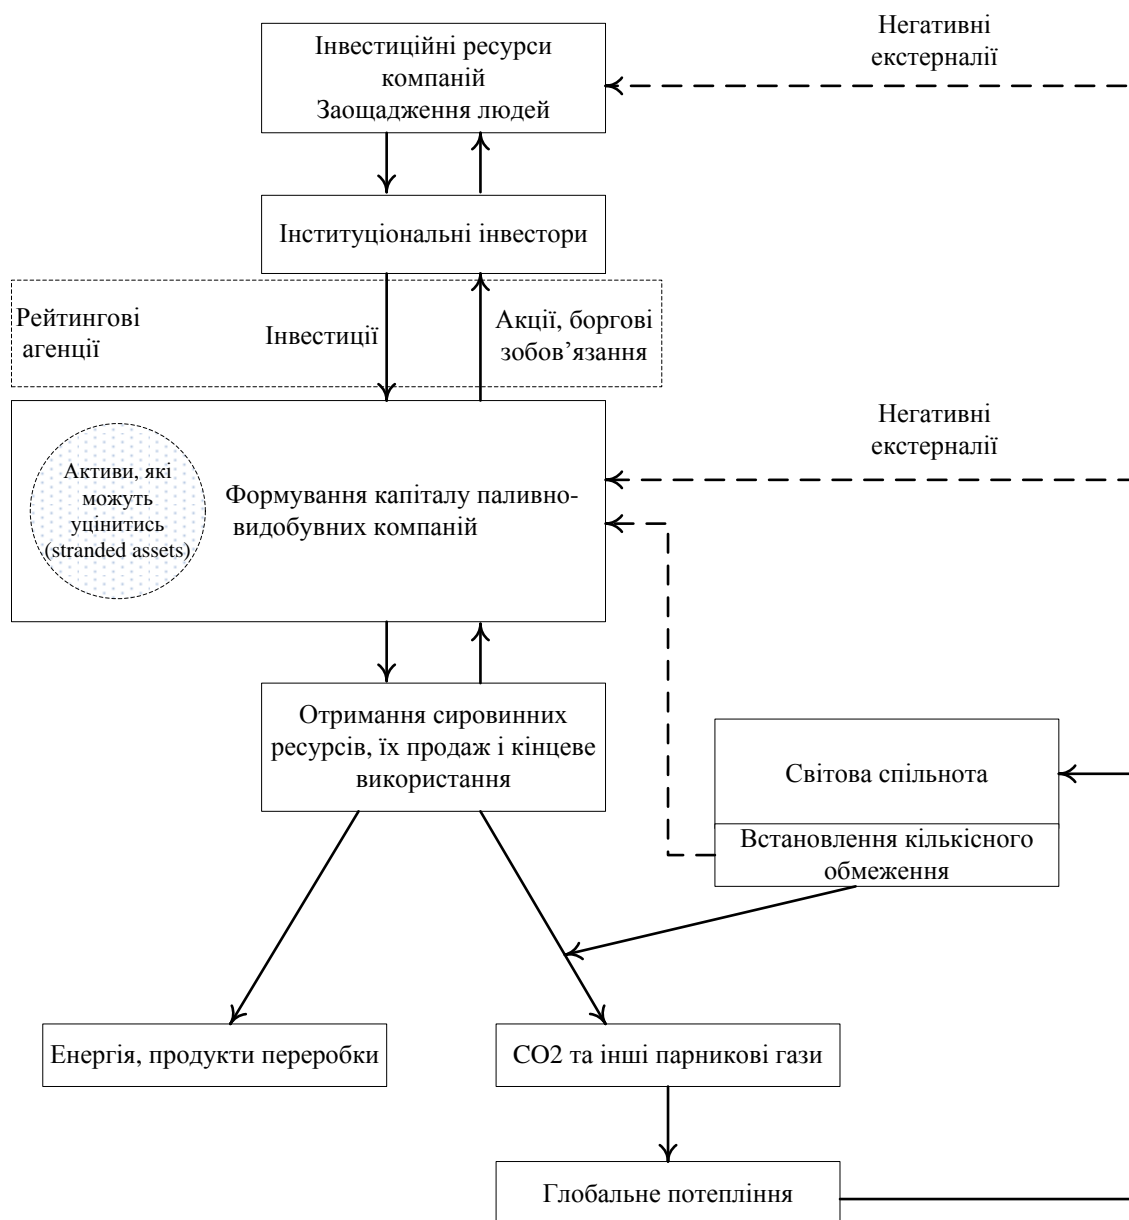 Негативні
екстерналії
Інвестиційні ресурси
компаній
Заощадження людей
Інституціональні інвестори
Рейтингові
агенції
Інвестиції
Акції, боргові
зобов’язання
Негативні
екстерналії
Активи, які
можуть
уцінитись
(stranded assets)
Формування капіталу паливно-
видобувних компаній
Отримання сировинних
ресурсів, їх продаж і кінцеве
використання
Світова спільнота
Встановлення кількісного
обмеження
Енергія, продукти переробки
СО2 та інші парникові гази
Глобальне потепління